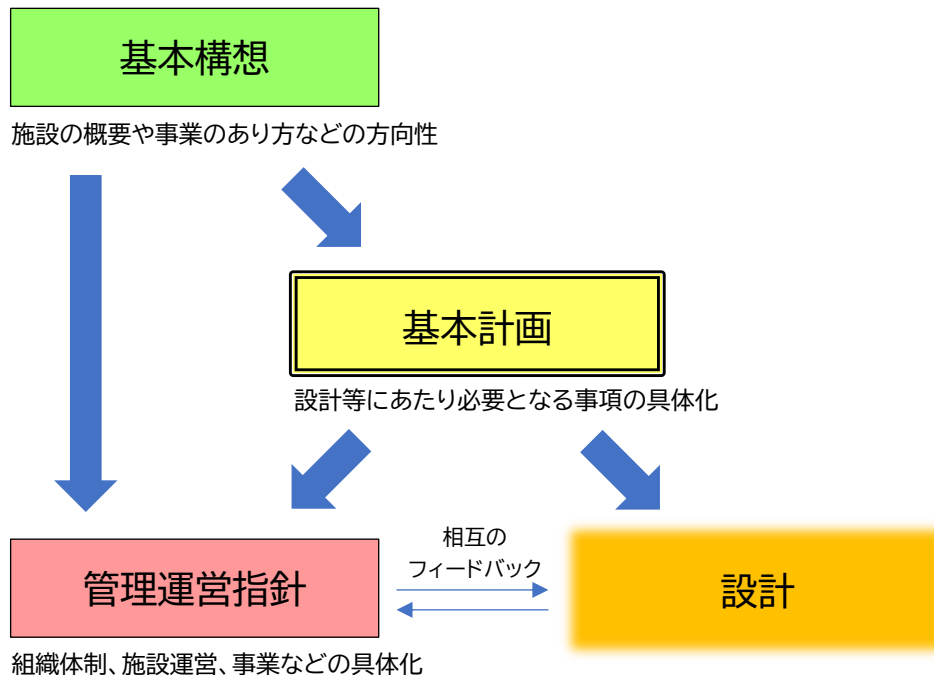 基本構想
施設の概要や事業のあり方などの方向性
基本計画
設計等にあたり必要となる事項の具体化
相互の
フィードバック
管理運営指針
設計
組織体制、施設運営、事業などの具体化